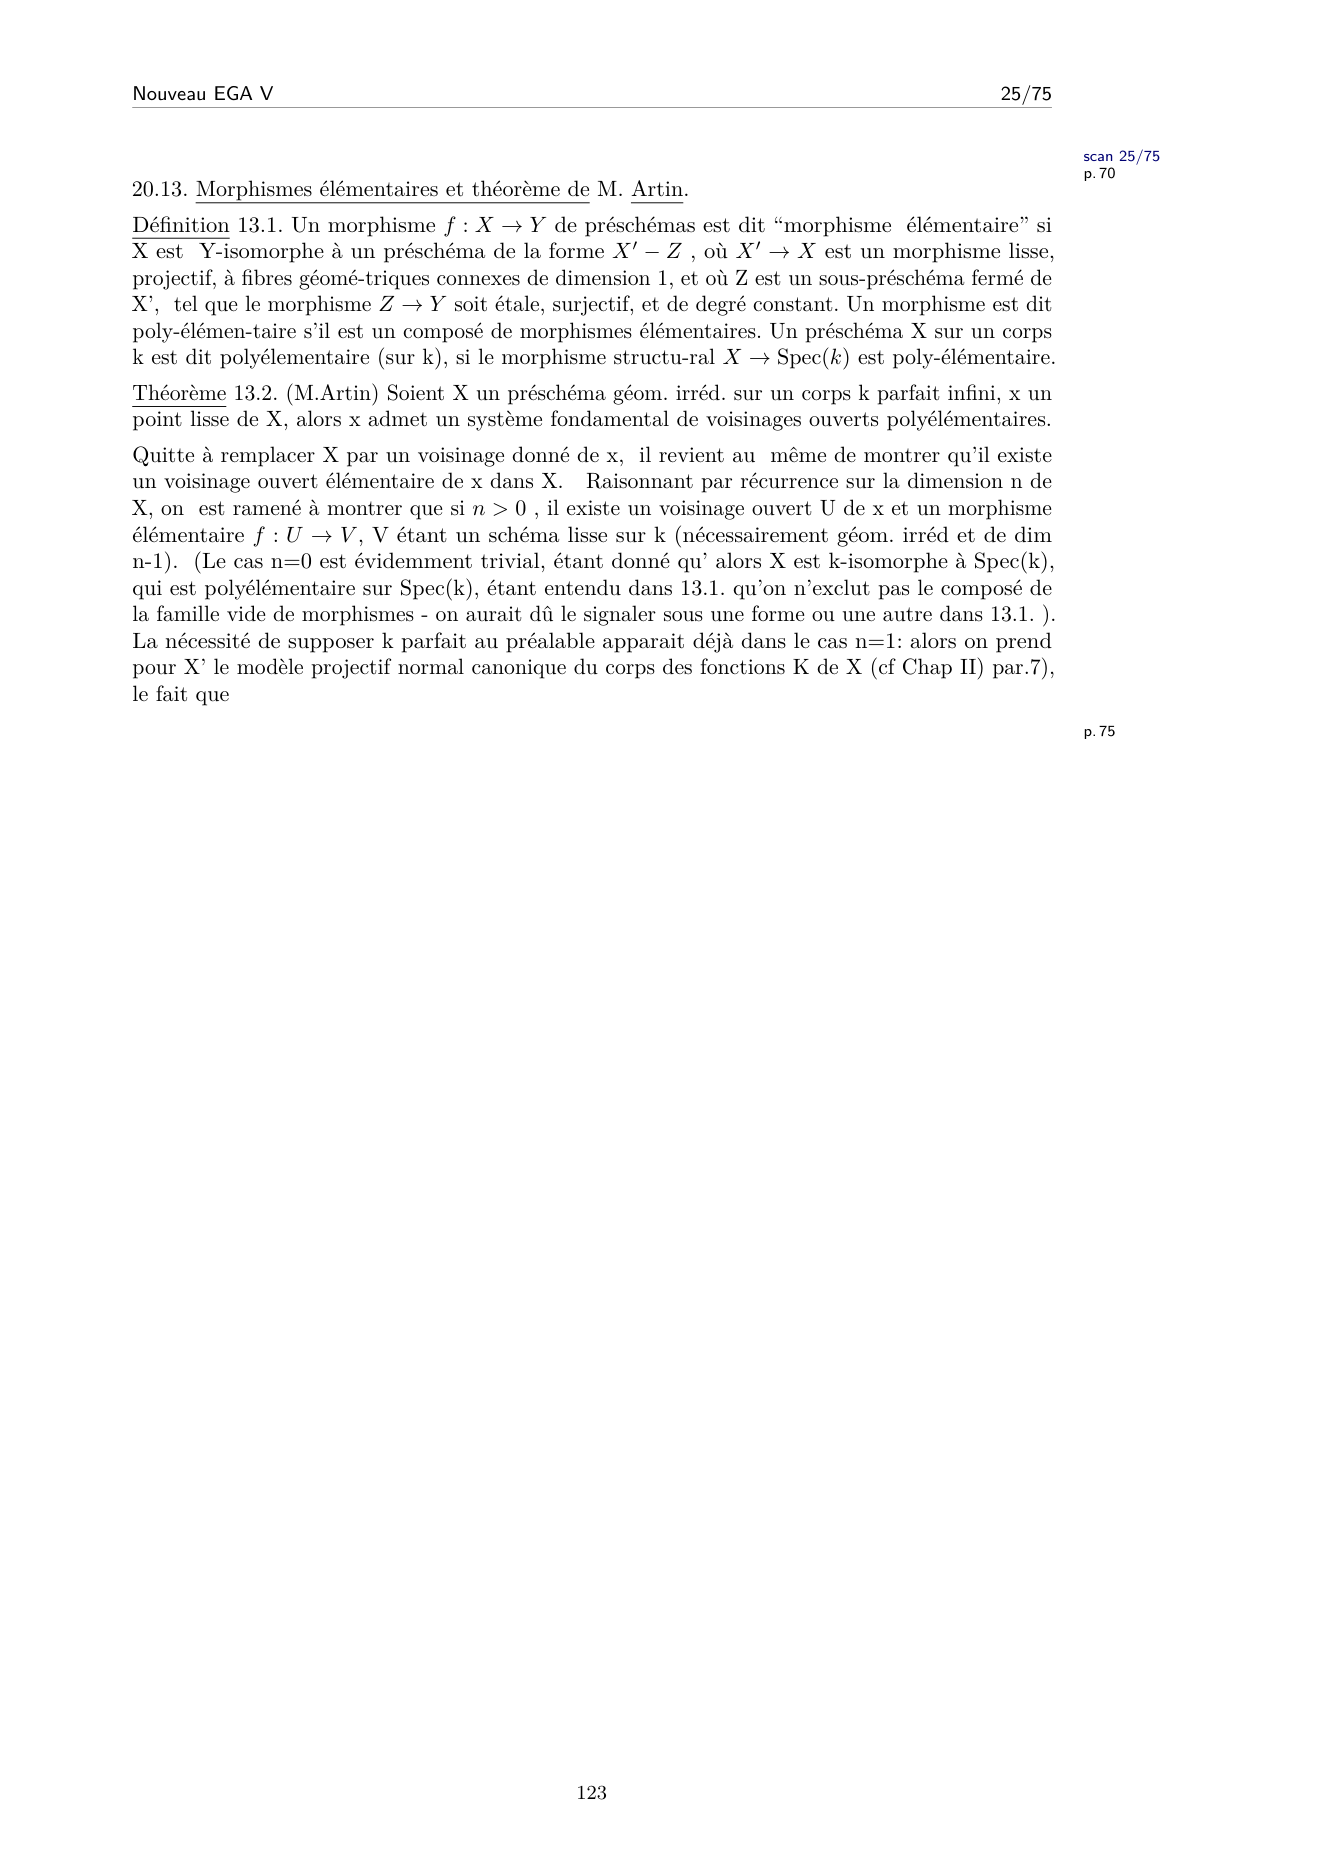 Nouveau EGA V 25/75
scan 25/75
p. 70
20.13. Morphismes élémentaires et théorème de M. Artin.
Définition 13.1. Un morphisme f : X → Y de préschémas est dit “morphisme élémentaire” si
X est Y-isomorphe à un préschéma de la forme X′ − Z , où X′ → X est un morphisme lisse,
projectif, à fibres géomé-triques connexes de dimension 1, et où Z est un sous-préschéma fermé de
X’, tel que le morphisme Z → Y soit étale, surjectif, et de degré constant. Un morphisme est dit
poly-élémen-taire s’il est un composé de morphismes élémentaires. Un préschéma X sur un corps
k est dit polyélementaire (sur k), si le morphisme structu-ral X → Spec(k) est poly-élémentaire.
Théorème 13.2. (M.Artin) Soient X un préschéma géom. irréd. sur un corps k parfait infini, x un
point lisse de X, alors x admet un système fondamental de voisinages ouverts polyélémentaires.
Quitte à remplacer X par un voisinage donné de x, il revient au même de montrer qu’il existe
un voisinage ouvert élémentaire de x dans X. Raisonnant par récurrence sur la dimension n de
X, on est ramené à montrer que si n > 0 , il existe un voisinage ouvert U de x et un morphisme
élémentaire f : U → V, V étant un schéma lisse sur k (nécessairement géom. irréd et de dim
n-1). (Le cas n=0 est évidemment trivial, étant donné qu’ alors X est k-isomorphe à Spec(k),
qui est polyélémentaire sur Spec(k), étant entendu dans 13.1. qu’on n’exclut pas le composé de
la famille vide de morphismes - on aurait dû le signaler sous une forme ou une autre dans 13.1. ).
La nécessité de supposer k parfait au préalable apparait déjà dans le cas n=1: alors on prend
pour X’ le modèle projectif normal canonique du corps des fonctions K de X (cf Chap II) par.7),
le fait que
p. 75
123